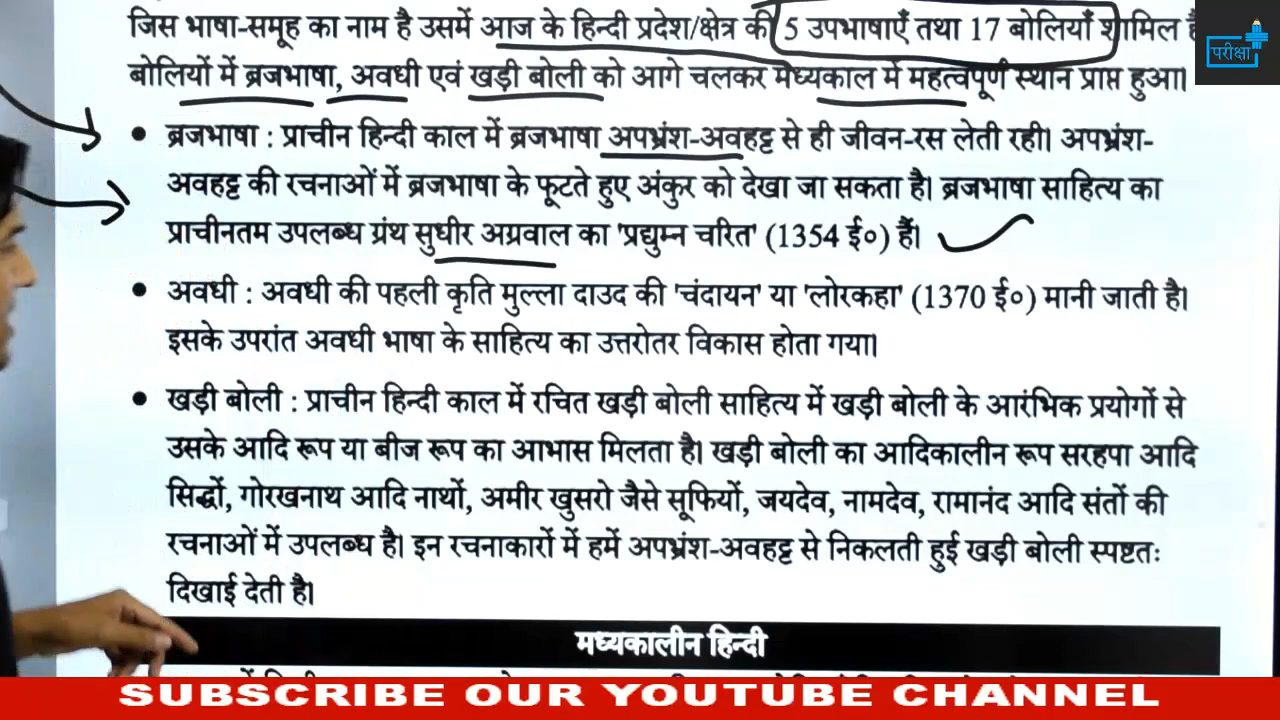 जिस भाषा-समूह का नाम है उसमें आज के हिन्दी प्रदेश/क्षेत्र की 5 उपभाषाएँ तथा 17 बोलियाँ शामिल
परीक्षा
बोलियों में ब्रजभाषा, अवधी एवं खड़ी बोली को आगे चलकर मध्यकाल में महत्वपूर्ण स्थान प्राप्त हुआ।
• ब्रजभाषा : प्राचीन हिन्दी काल में ब्रजभाषा अपभ्रंश-अवहट्ट से ही जीवन-रस लेती रही। अपभ्रंश-
अवहट्ट की रचनाओं में ब्रजभाषा के फूटते हुए अंकुर को देखा जा सकता है। ब्रजभाषा साहित्य का
प्राचीनतम उपलब्ध ग्रंथ सुधीर अग्रवाल का 'प्रद्युम्न चरित' (1354 ई०) हैं।
• अवधी : अवधी की पहली कृति मुल्ला दाउद की 'चंदायन' या 'लोरकहा' (1370 ई०) मानी जाती है।
इसके उपरांत अवधी भाषा के साहित्य का उत्तरोतर विकास होता गया।
• खड़ी बोली : प्राचीन हिन्दी काल में रचित खड़ी बोली साहित्य में खड़ी बोली के आरंभिक प्रयोगों से
उसके आदि रूप या बीज रूप का आभास मिलता है। खड़ी बोली का आदिकालीन रूप सरहपा आदि
सिद्धों, गोरखनाथ आदि नाथों, अमीर खुसरो जैसे सूफियों, जयदेव, नामदेव, रामानंद आदि संतों की
रचनाओं में उपलब्ध है। इन रचनाकारों में हमें अपभ्रंश-अवहट्ट से निकलती हुई खड़ी बोली स्पष्टतः
दिखाई देती है।
मध्यकालीन हिन्दी
SUBSCRIBE OUR YOUTUBE CHANNEL